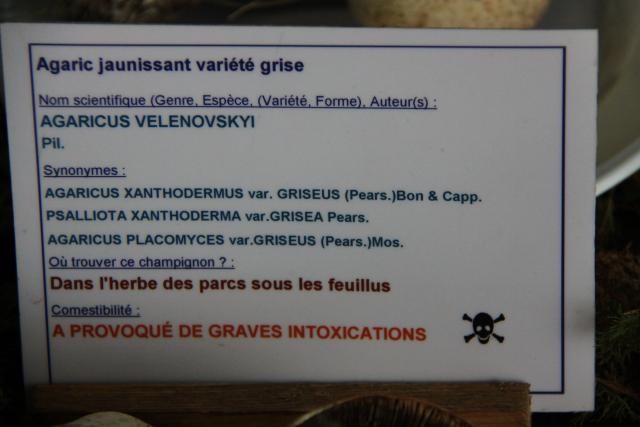 Agaric jaunissant variété grise
Nom scientifique (Genre, Espèce, (Variété, Forme), Auteur(s) :
AGARICUS VELENOVSKYI
Pil.
Synonymes :
AGARICUS XANTHODERMUS var. GRISEUS (Pears.)Bon & Capp.
PSALLIOTA XANTHODERMA var.GRISEA Pears.
AGARICUS PLACOMYCES var.GRISEUS (Pears.)Mos.
Où trouver ce champignon ? :
Dans l'herbe des parcs sous les feuillus
Comestibilité :
A PROVOQUÉ DE GRAVES INTOXICATIONS